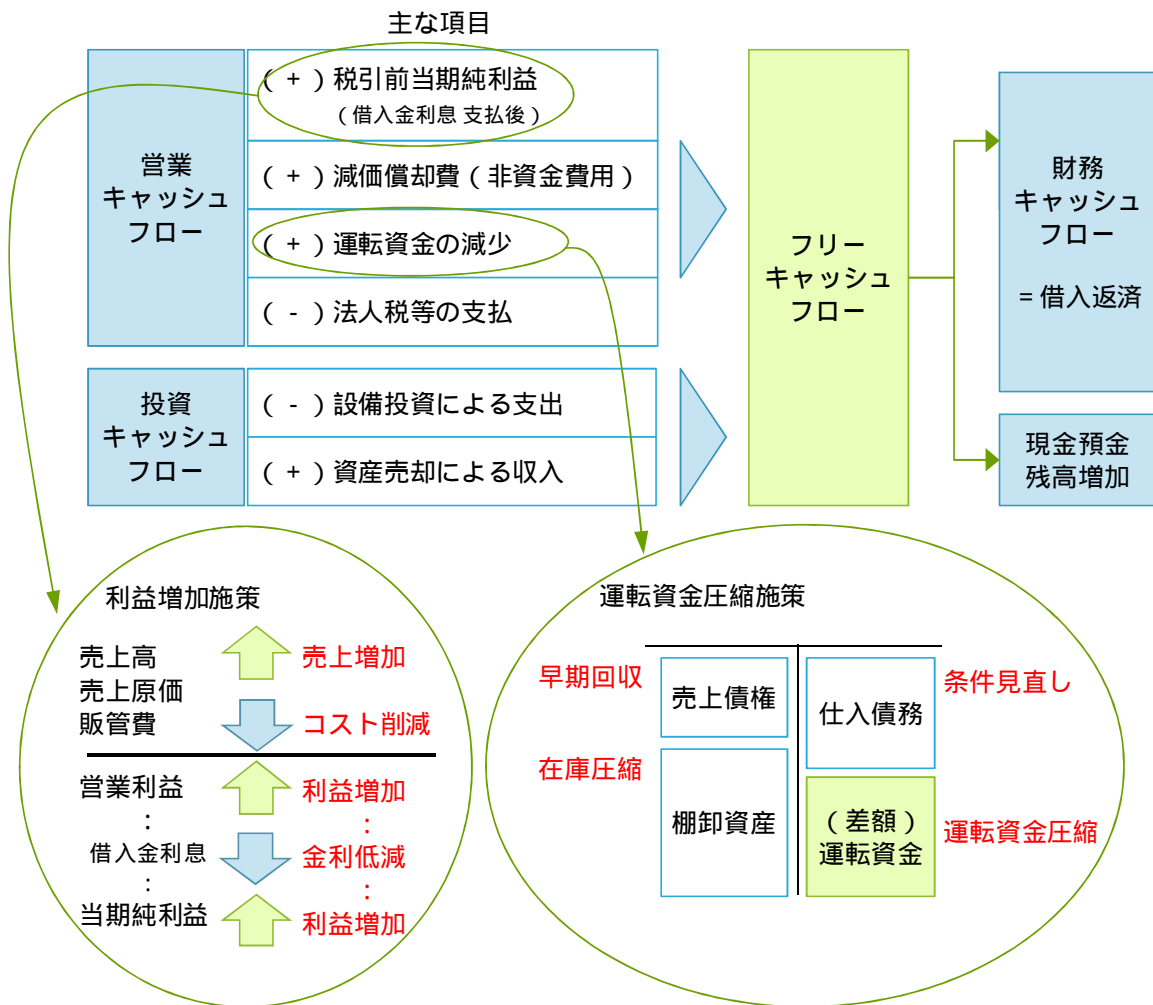 主な項目
営業
キャッシュ
フロー
( + ) 税引前当期純利益
( 借入金利息 支払後 )
( + ) 減価償却費 ( 非資金費用 )
( + ) 運転資金の減少
( - ) 法人税等の支払
投資
キャッシュ
フロー
( - ) 設備投資による支出
( + ) 資産売却による収入
フリー
キャッシュ
フロー
財務
キャッシュ
フロー
= 借入返済
現金預金
残高増加
利益増加施策
売上高
売上増加
売上原価
販管費
コスト削減
営業利益
利益増加
:
:
借入金利息
金利低減
:
:
当期純利益
利益増加
運転資金圧縮施策
早期回収
売上債権
仕入債務
条件見直し
在庫圧縮
棚卸資産
( 差額 )
運転資金
運転資金圧縮